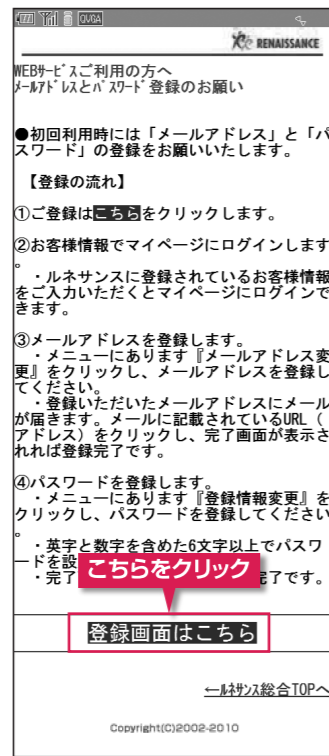 QVGA
RENAISSANCE
WEBｻｰﾋﾞｽご利用の方へ
ﾒｰﾙｱﾄﾞﾚｽとﾊﾟｽﾜｰﾄﾞ登録のお願い
●初回利用時には「メールアドレス」と「パ
スワード」の登録をお願いいたします。
【登録の流れ】
①ご登録はこちらをクリックします。
②お客様情報でマイページにログインします
。
・ルネサンスに登録されているお客様情報
をご入力いただくとマイページにログインで
きます。
③メールアドレスを登録します。
・メニューにあります『メールアドレス変
更』をクリックし、メールアドレスを登録し
てください。
・登録いただいたメールアドレスにメール
が届きます。メールに記載されているURL（
アドレス）をクリックし、完了画面が表示さ
れれば登録完了です。
④パスワードを登録します。
・メニューにあります『登録情報変更』を
クリックし、パスワードを登録してください
。
・英字と数字を含めた6文字以上でパスワ
ードを設
こちらをクリック
・完了
完了です。
登録画面はこちら
←ﾙﾈｻﾝｽ総合TOPへ
Copyright(C)2002-2010